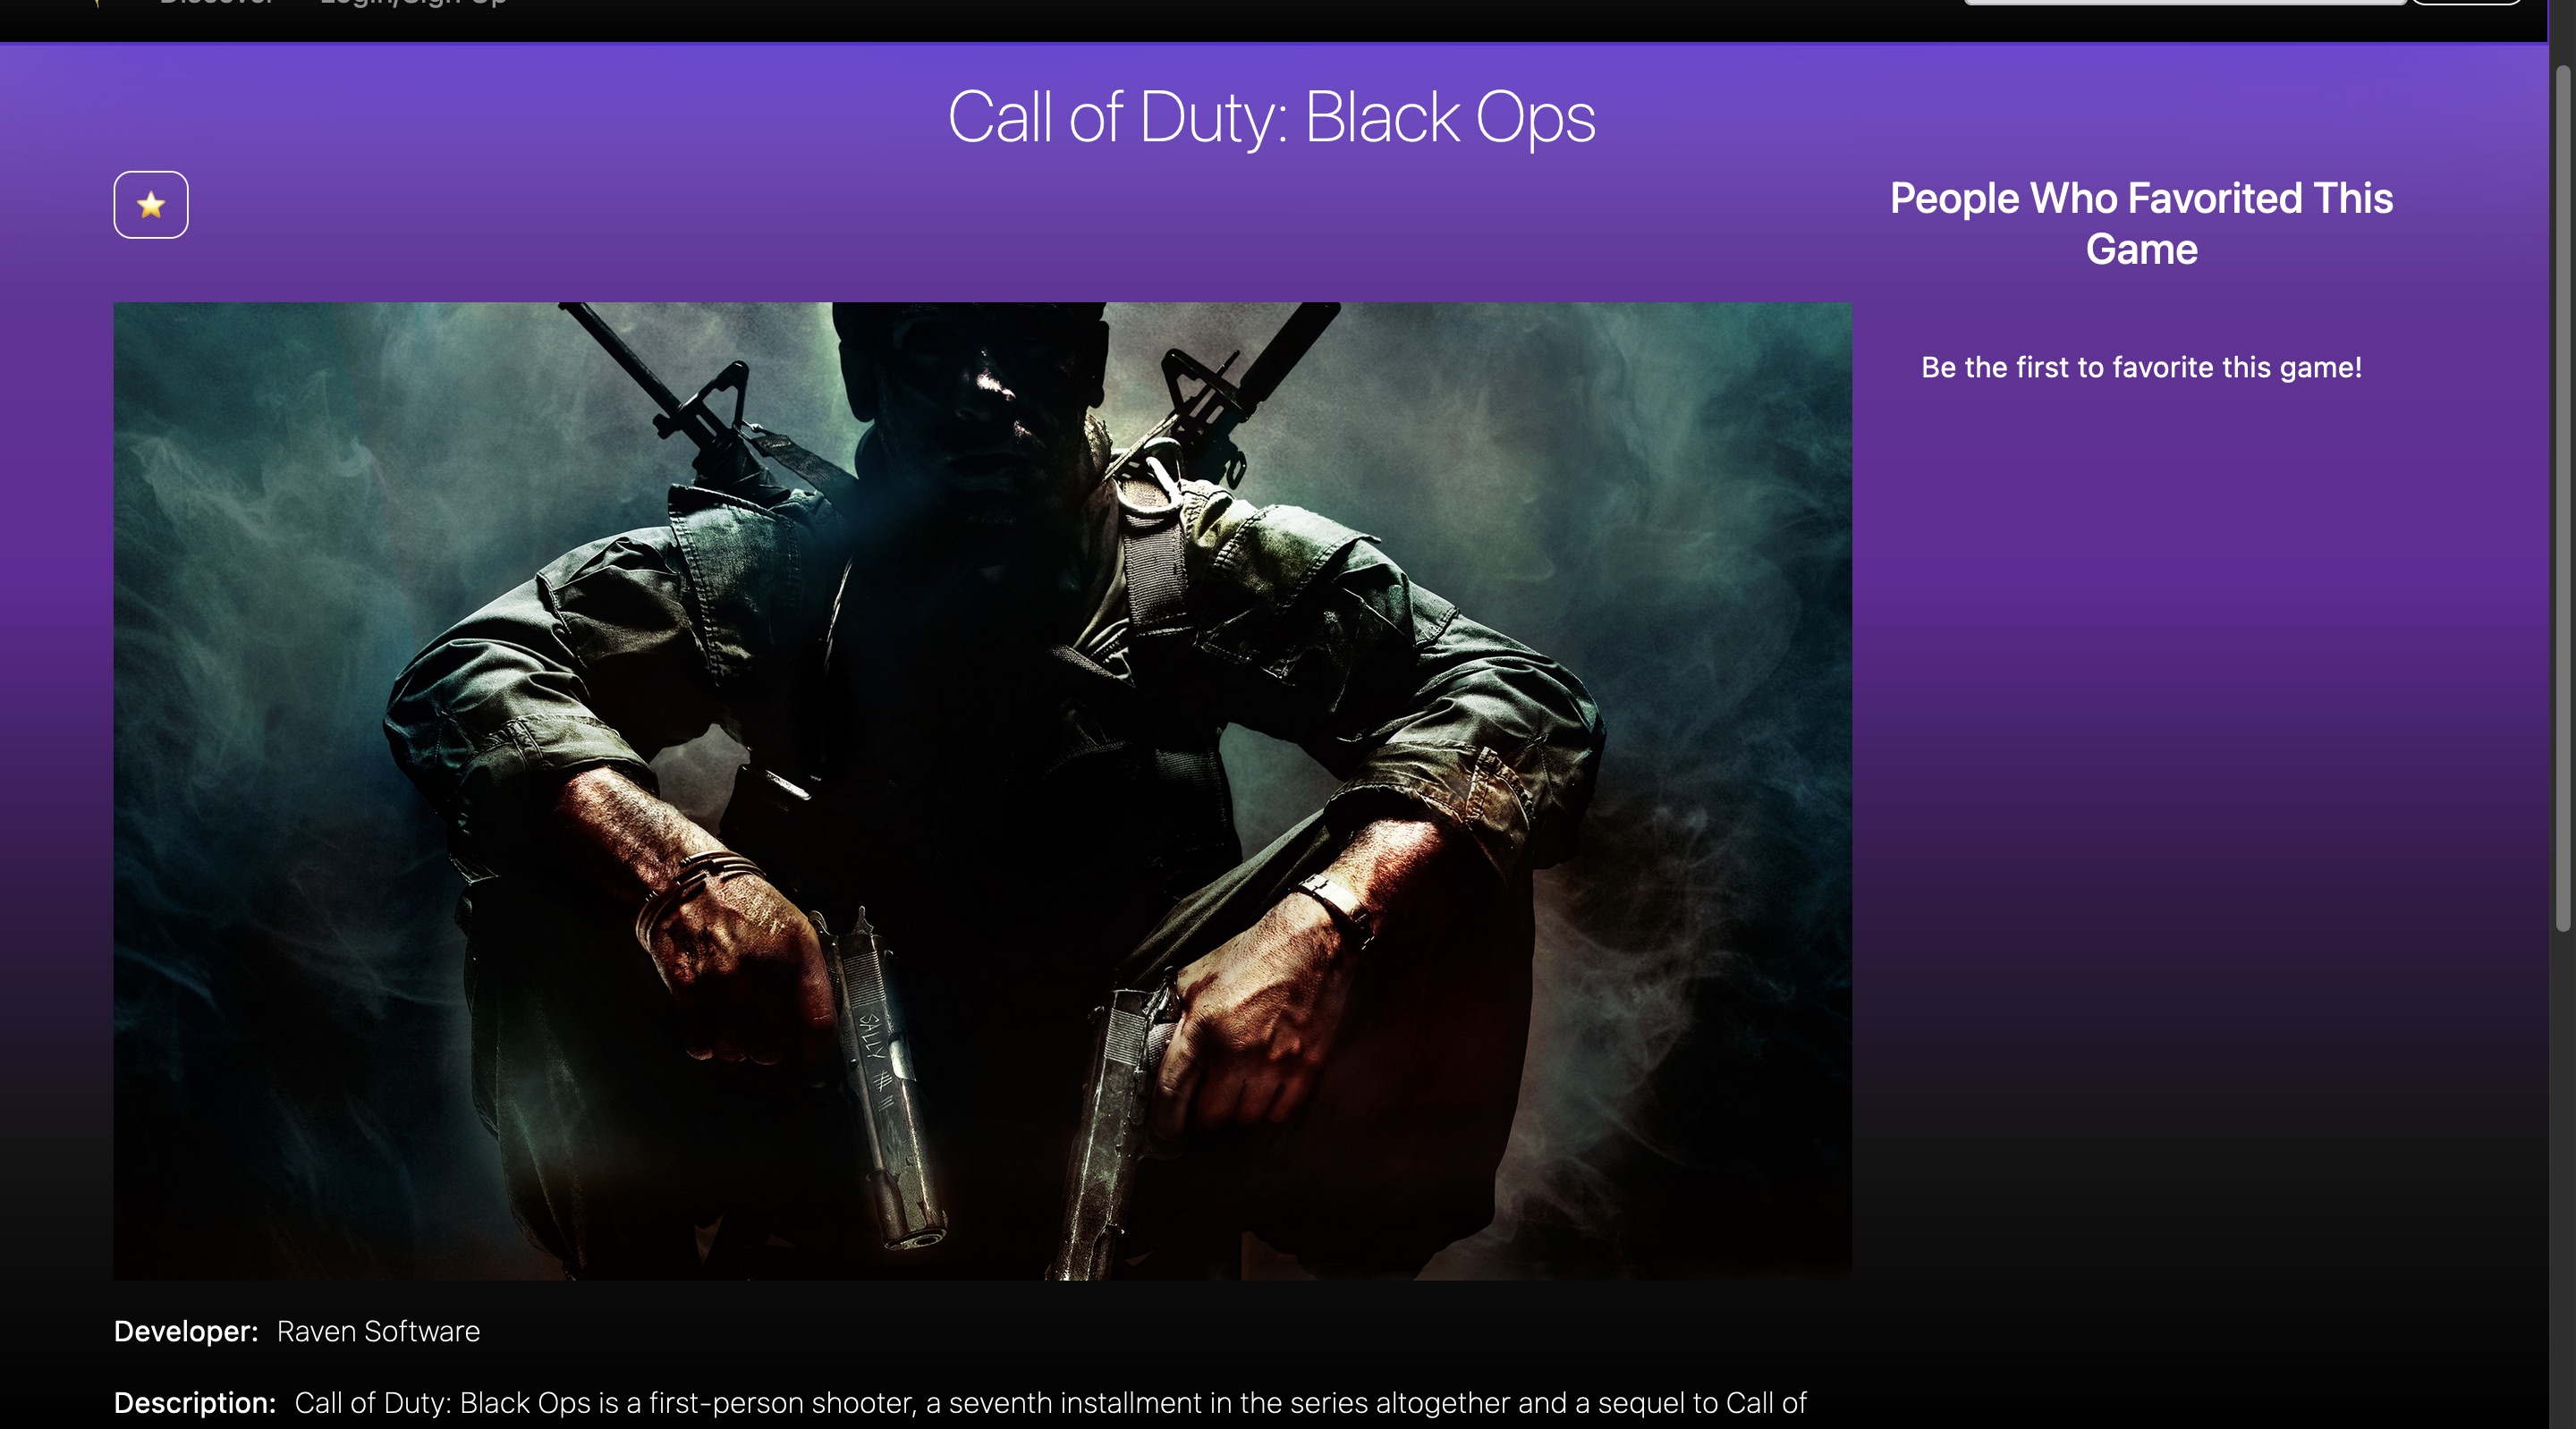 Discover Login/Sign Up
Call of Duty: Black Ops
People Who Favorited This
Game
Be the first to favorite this game!
SALLY
Developer: Raven Software
Description: Call of Duty: Black Ops is a first-person shooter, a seventh installment in the series altogether and a sequel to Call of